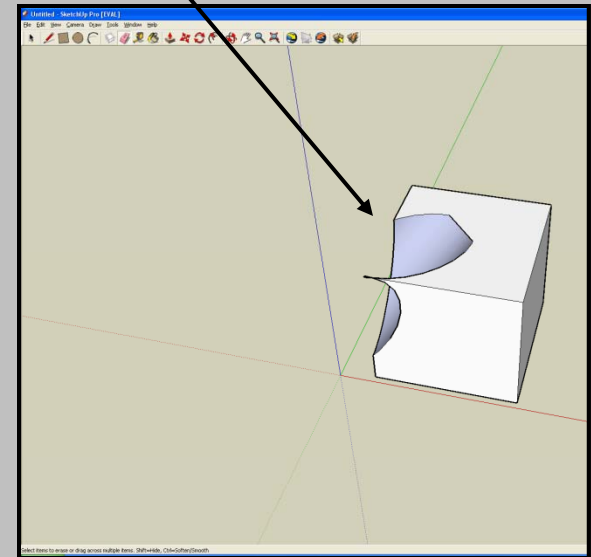 Untitled - SketchUp Pro [EVAL]
File Edit View Camera Draw Tools Window Help
Select items to erase or drag across multiple items. Shift=Hide, Ctrl=Soften/Smooth